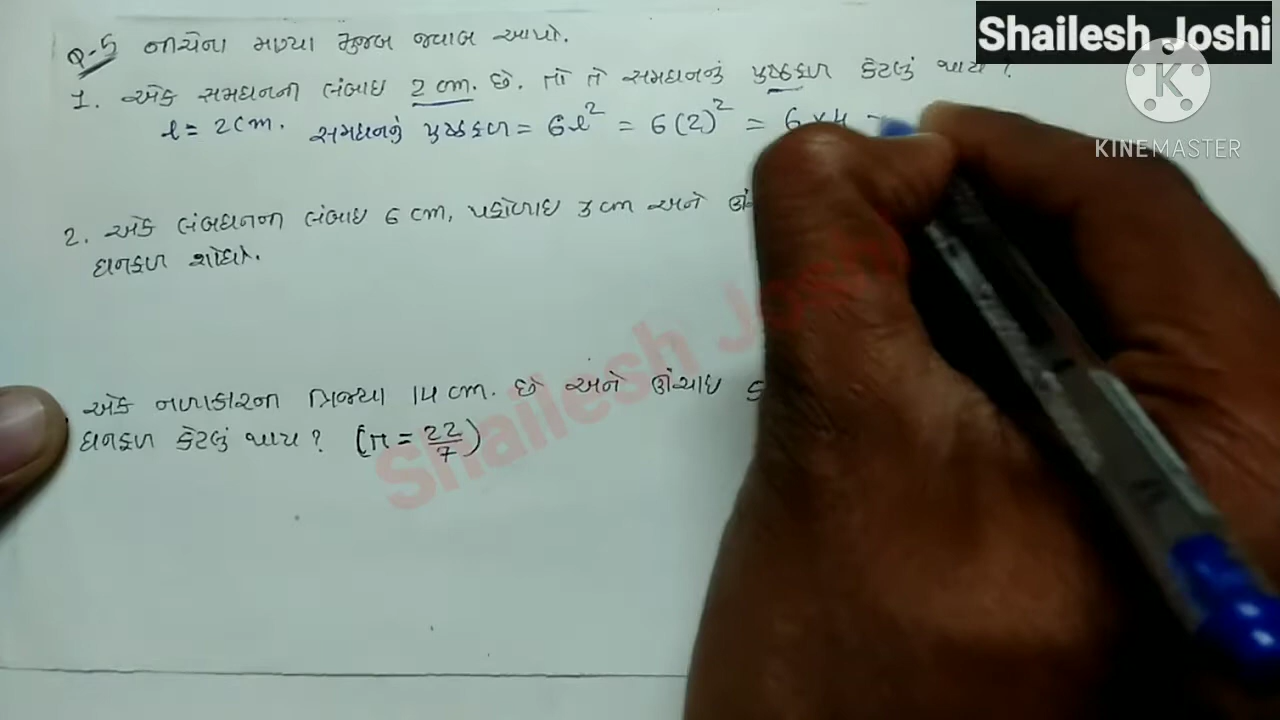 Shailesh Joshi
KINEMASTER
Q-5 નીચેના માગ્યા મુજબ જવાબ આપો.
1. એક સમઘનની લંબાઇ 2 cm. છે. તો તે સમઘનનું પૃષ્ઠફળ કેટલું થાય?
l = 2cm. સમઘનનું પૃષ્ઠફળ = 6l² = 6(2)² = 6×4 =
2. એક લંબઘનના લંબાઇ 6 cm, પહોળાઇ 3 cm અને
ઘનફળ શોધો.
એક નળાકારના ત્રિજ્યા 14 cm. છે અને ઊંચાઇ
ઘનફળ કેટલું થાય? (π = 22/7)
Shailesh Joshi